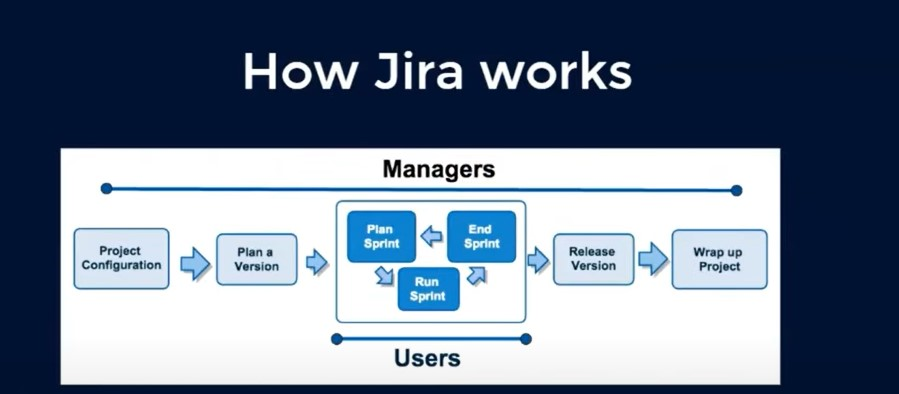 How Jira works
Managers
Project
Configuration
Plan a
Version
Plan
Sprint
End
Sprint
Run
Sprint
Release
Version
Wrap up
Project
Users